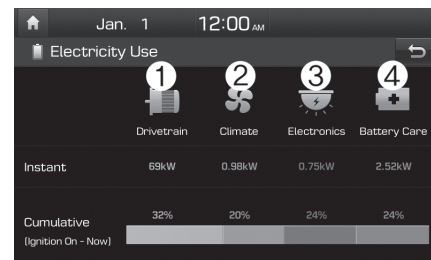 Jan. 1 12:00 AM
Electricity Use
1 2 3 4
Drivetrain Climate Electronics Battery Care
Instant 69kW 0.98kW 0.75kW 2.52kW
32% 20% 24% 24%
Cumulative
(Ignition On - Now)